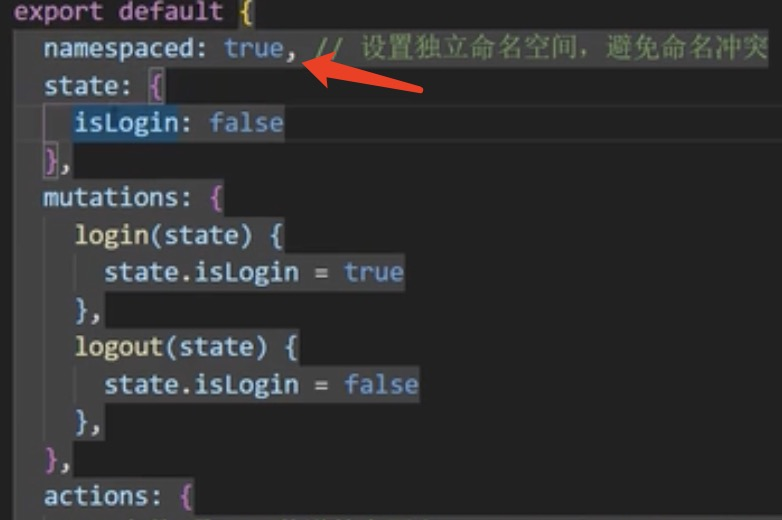 export default {
namespaced: true, // 设置独立命名空间，避免命名冲突
state: {
isLogin: false
},
mutations: {
login(state) {
state.isLogin = true
},
logout(state) {
state.isLogin = false
},
},
actions: {